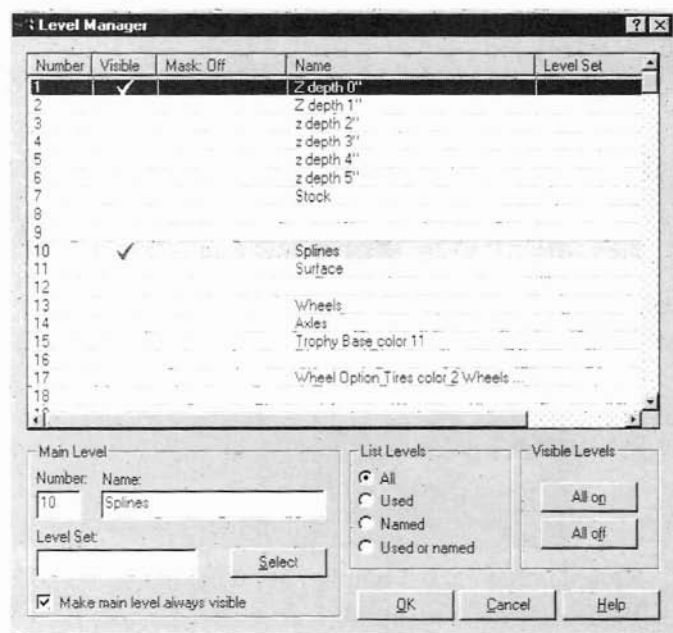 Level Manager
Number Visible Mask: Off Name Level Set
1 Z depth 0"
2 Z depth 1"
3 z depth 2"
4 z depth 3"
5 z depth 4"
6 z depth 5"
7 Stock
8
9
10 Splines
11 Surface
12
13 Wheels
14 Axles
15 Trophy Base color 11
16
17 Wheel Option Tires color 2 Wheels ...
18
Main Level
Number: Name:
10 Splines
Level Set:
Select
Make main level always visible
List Levels
All
Used
Named
Used or named
Visible Levels
All on
All off
OK Cancel Help